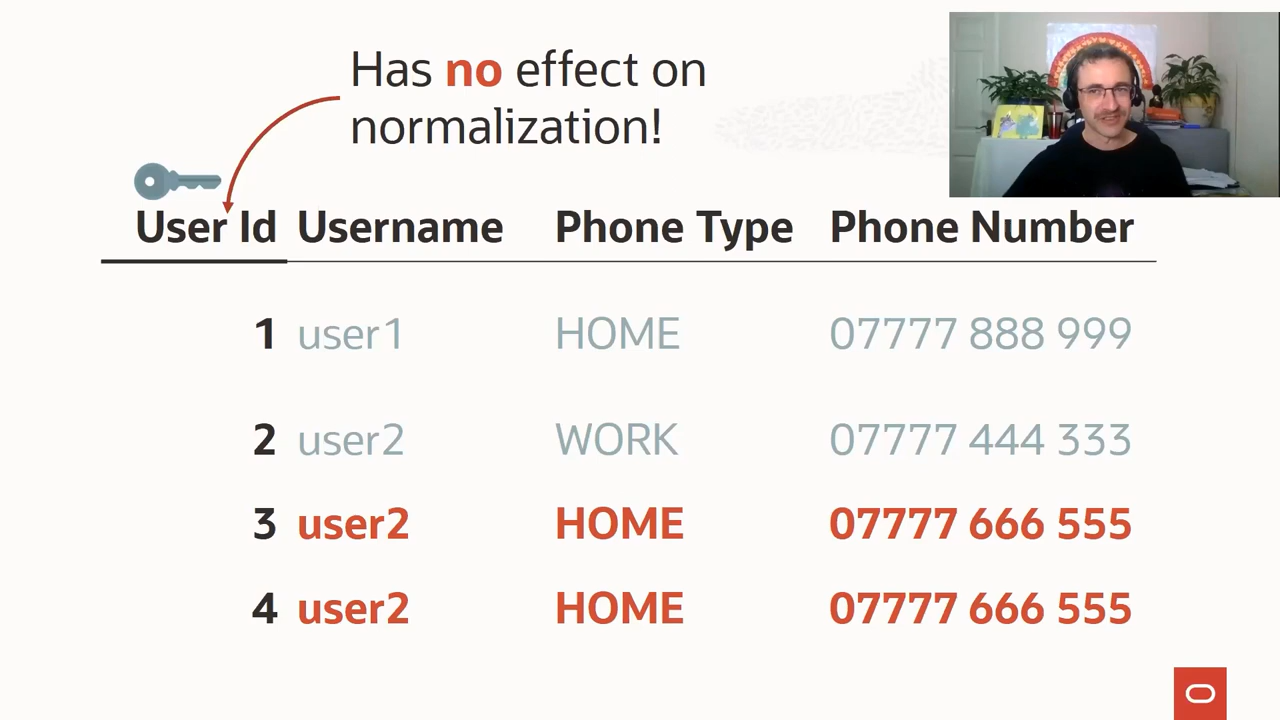 Has no effect on
normalization!
User Id Username Phone Type Phone Number
1 user1 HOME 07777 888 999
2 user2 WORK 07777 444 333
3 user2 HOME 07777 666 555
4 user2 HOME 07777 666 555